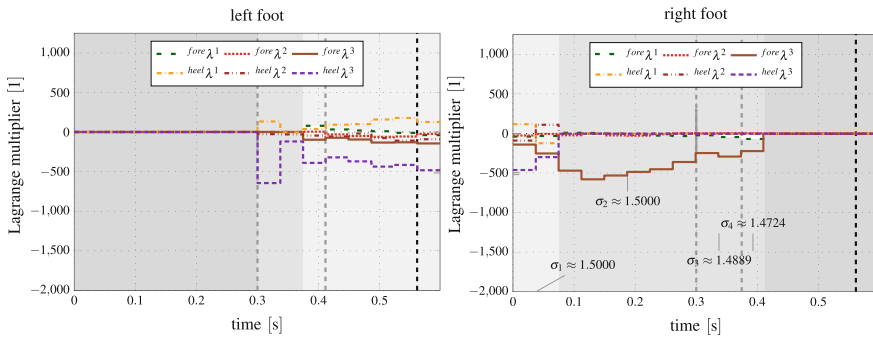 left foot
1,000
500
0
−500
−1,000
−1,500
−2,000
Lagrange multiplier [1]
fore λ1 fore λ2 fore λ3
heel λ1 heel λ2 heel λ3
0 0.1 0.2 0.3 0.4 0.5
time [s]
right foot
1,000
500
0
−500
−1,000
−1,500
−2,000
Lagrange multiplier [1]
fore λ1 fore λ2 fore λ3
heel λ1 heel λ2 heel λ3
σ2 ≈ 1.5000
σ4 ≈ 1.4724
σ3 ≈ 1.4889
σ1 ≈ 1.5000
0 0.1 0.2 0.3 0.4 0.5
time [s]